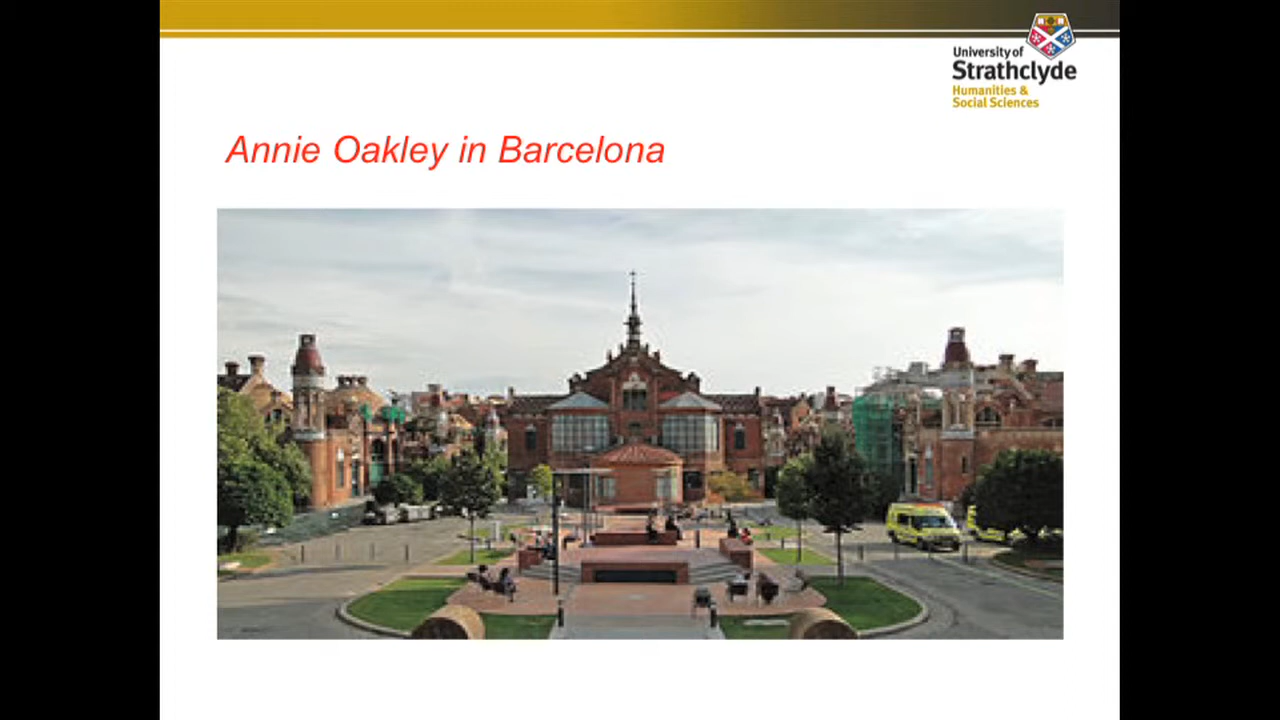 University of
Strathclyde
Humanities &
Social Sciences
Annie Oakley in Barcelona